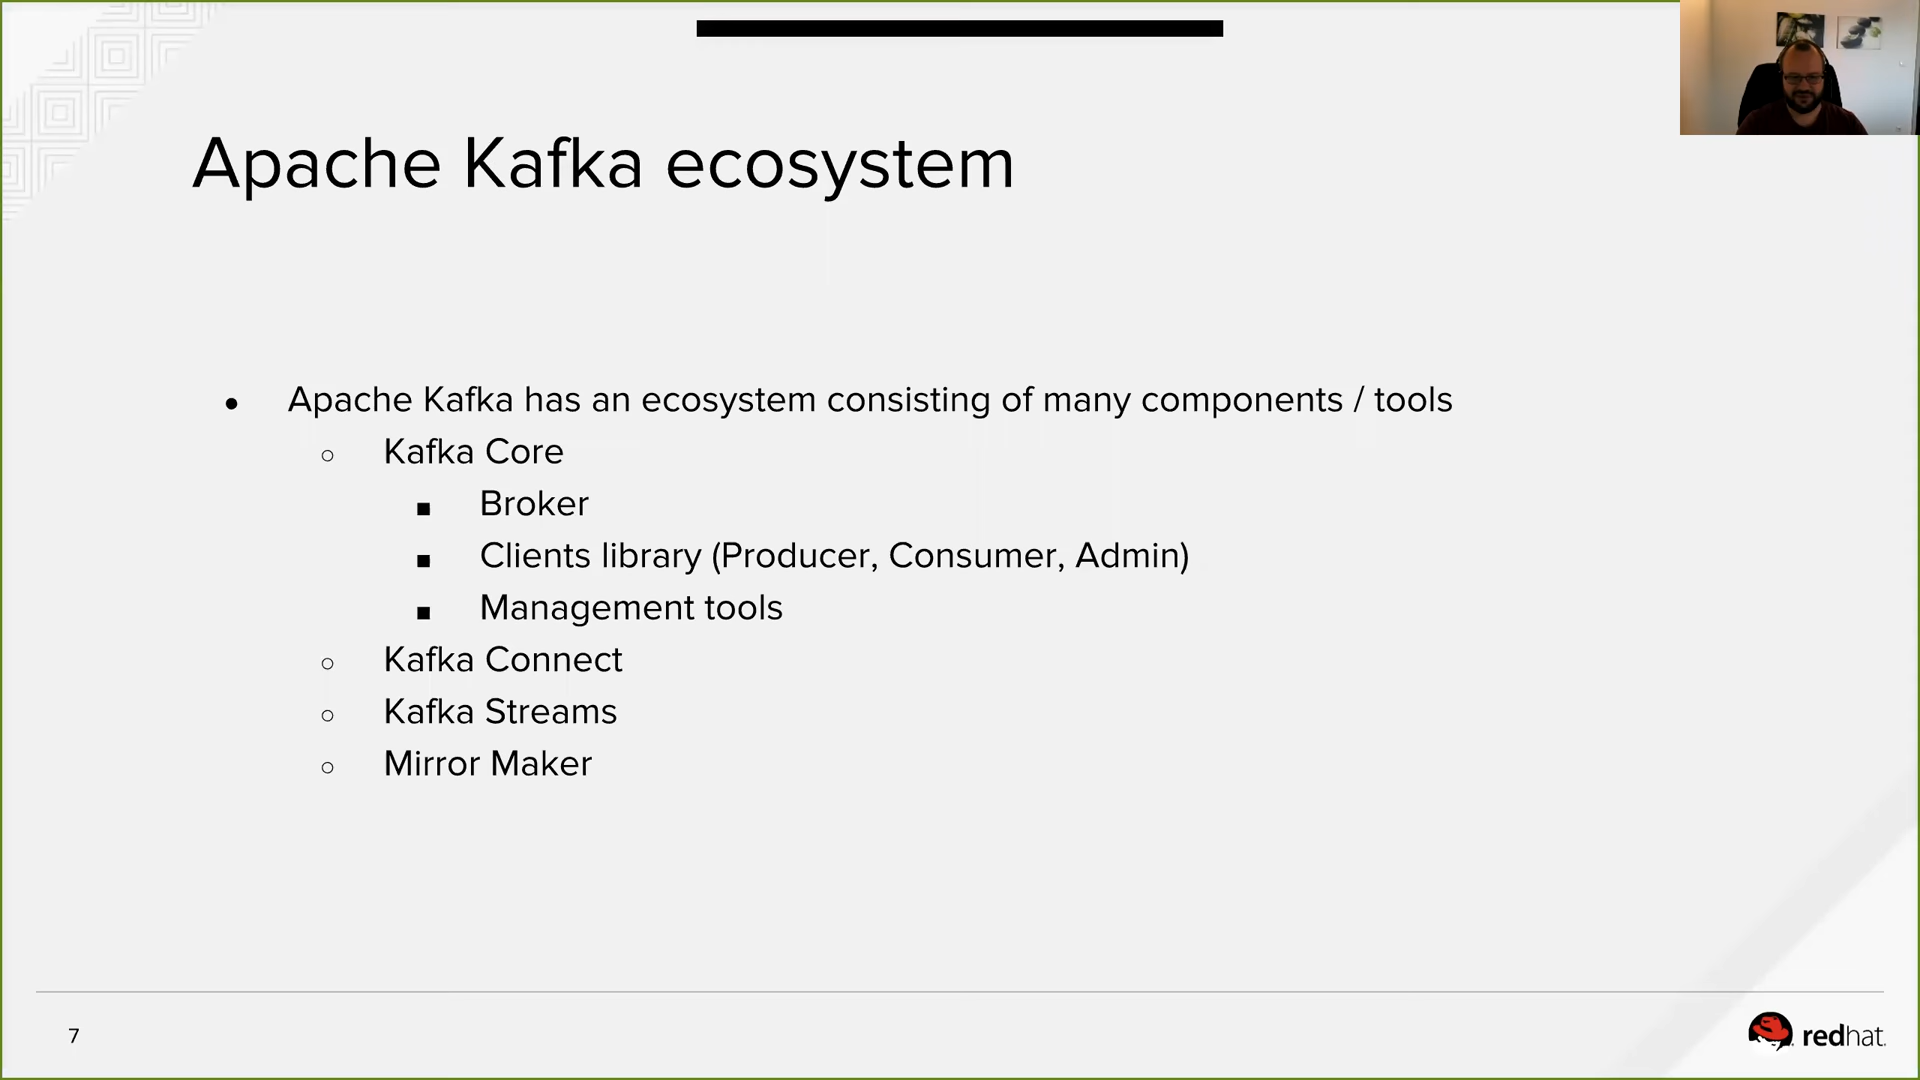 Apache Kafka ecosystem
● Apache Kafka has an ecosystem consisting of many components / tools
○ Kafka Core
■ Broker
■ Clients library (Producer, Consumer, Admin)
■ Management tools
○ Kafka Connect
○ Kafka Streams
○ Mirror Maker
7
redhat.